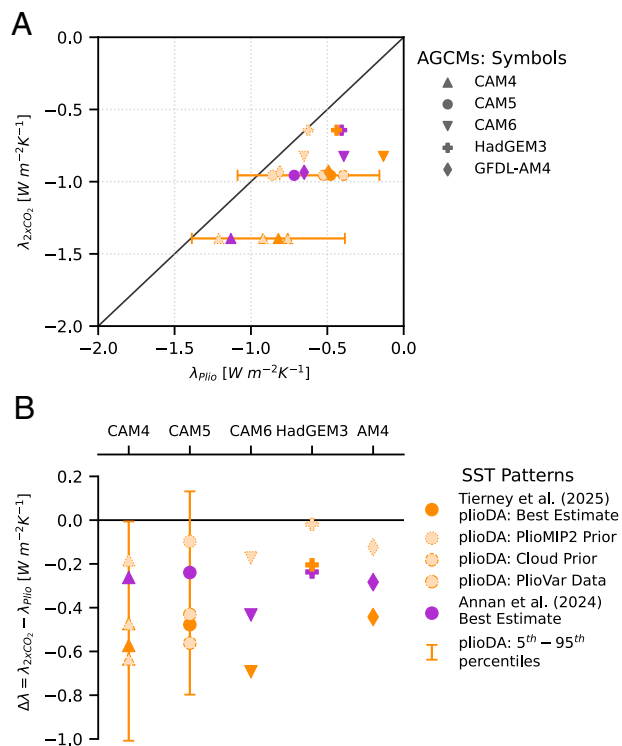 A
0.0
−0.5
−1.0
−1.5
−2.0
λ2xCO2 [W m−2K−1]
−2.0 −1.5 −1.0 −0.5 0.0
λPlio [W m−2K−1]
AGCMs: Symbols
CAM4
CAM5
CAM6
HadGEM3
GFDL-AM4
B
CAM4 CAM5 CAM6 HadGEM3 AM4
0.2
0.0
−0.2
−0.4
−0.6
−0.8
−1.0
Δλ = λ2xCO2 − λPlio [W m−2K−1]
SST Patterns
Tierney et al. (2025)
plioDA: Best Estimate
plioDA: PlioMIP2 Prior
plioDA: Cloud Prior
plioDA: PlioVar Data
Annan et al. (2024)
Best Estimate
plioDA: 5th − 95th
percentiles